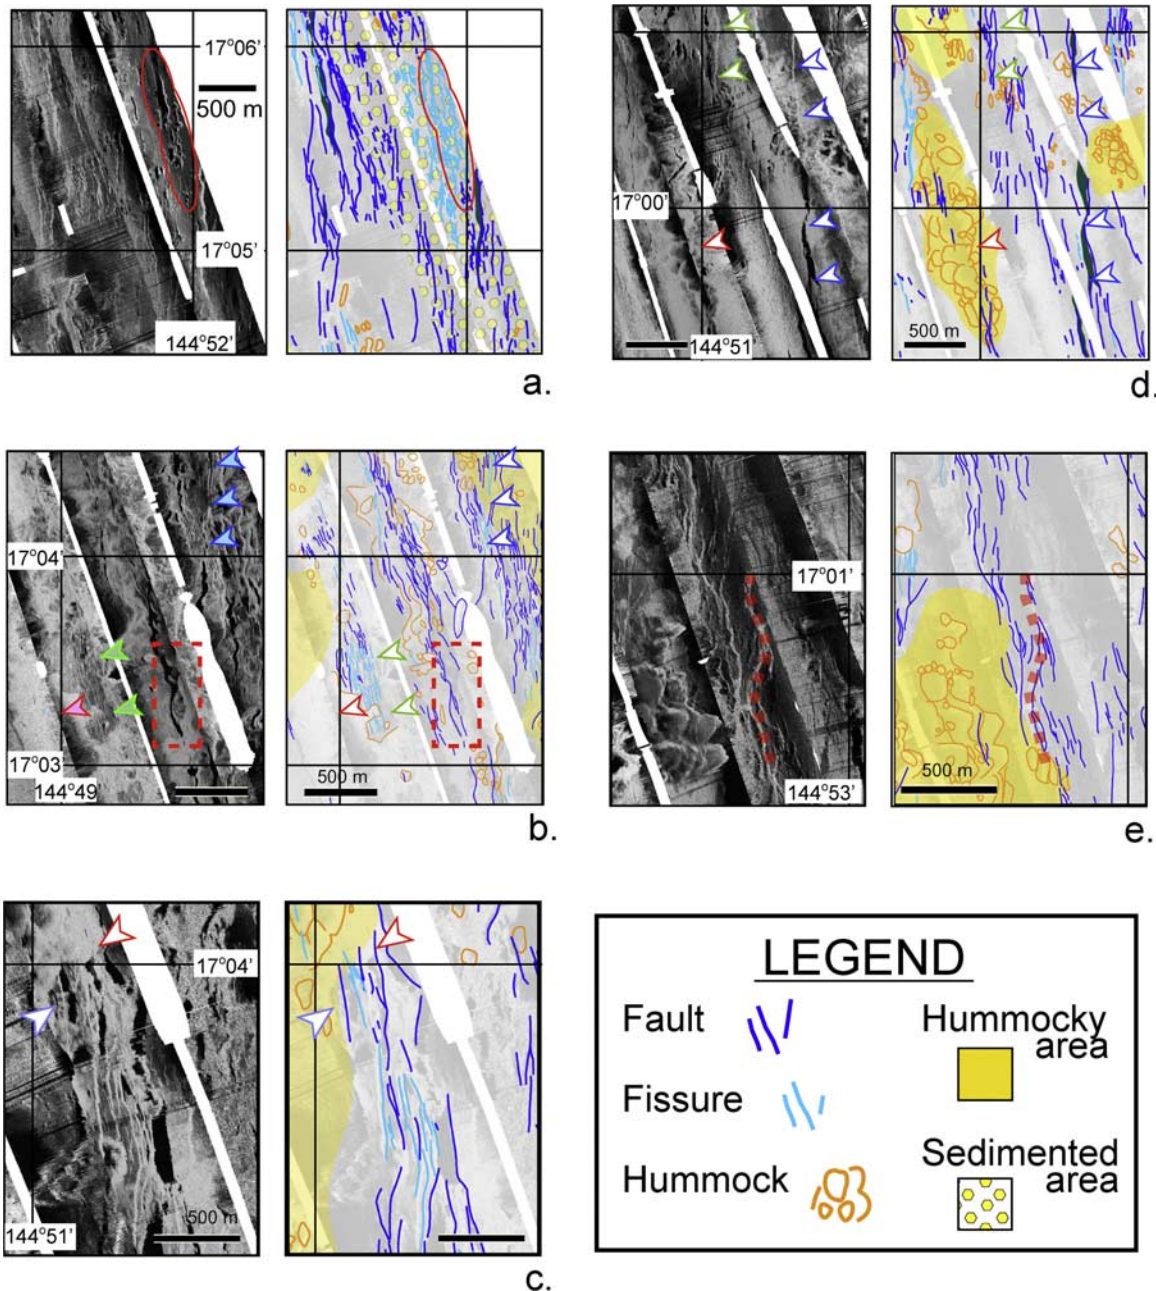 17°06'
500 m
17°05'
144°52'
a.
17°00'
144°51'
500 m
d.
17°04'
17°03
144°49'
500 m
b.
17°01'
144°53'
500 m
e.
17°04'
500 m
144°51'
c.
LEGEND
Fault
Fissure
Hummock
Hummocky
area
Sedimented
area